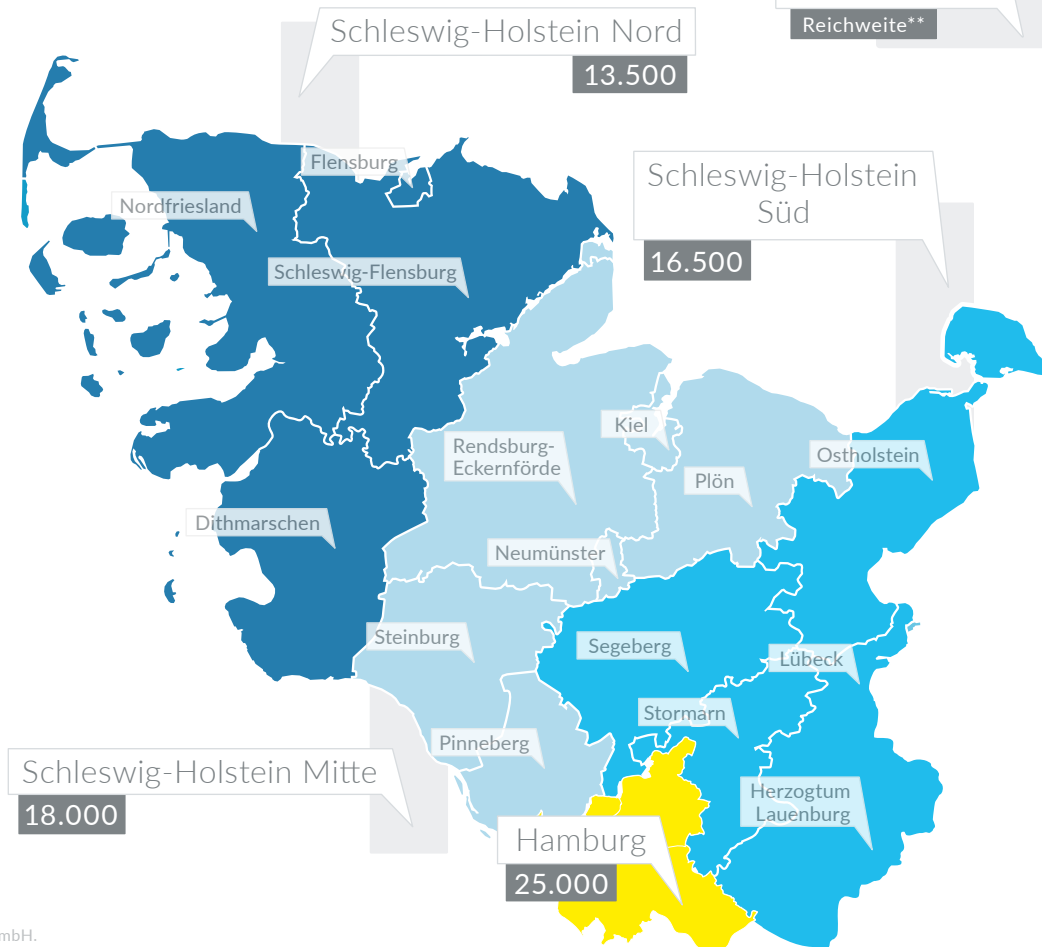 Schleswig-Holstein Nord
13.500
Reichweite**
Flensburg
Nordfriesland
Schleswig-Flensburg
Schleswig-Holstein
Süd
16.500
Kiel
Rendsburg-
Eckernförde
Ostholstein
Plön
Dithmarschen
Neumünster
Steinburg
Segeberg
Lübeck
Stormarn
Pinneberg
Schleswig-Holstein Mitte
18.000
Herzogtum
Lauenburg
Hamburg
25.000
mbH.